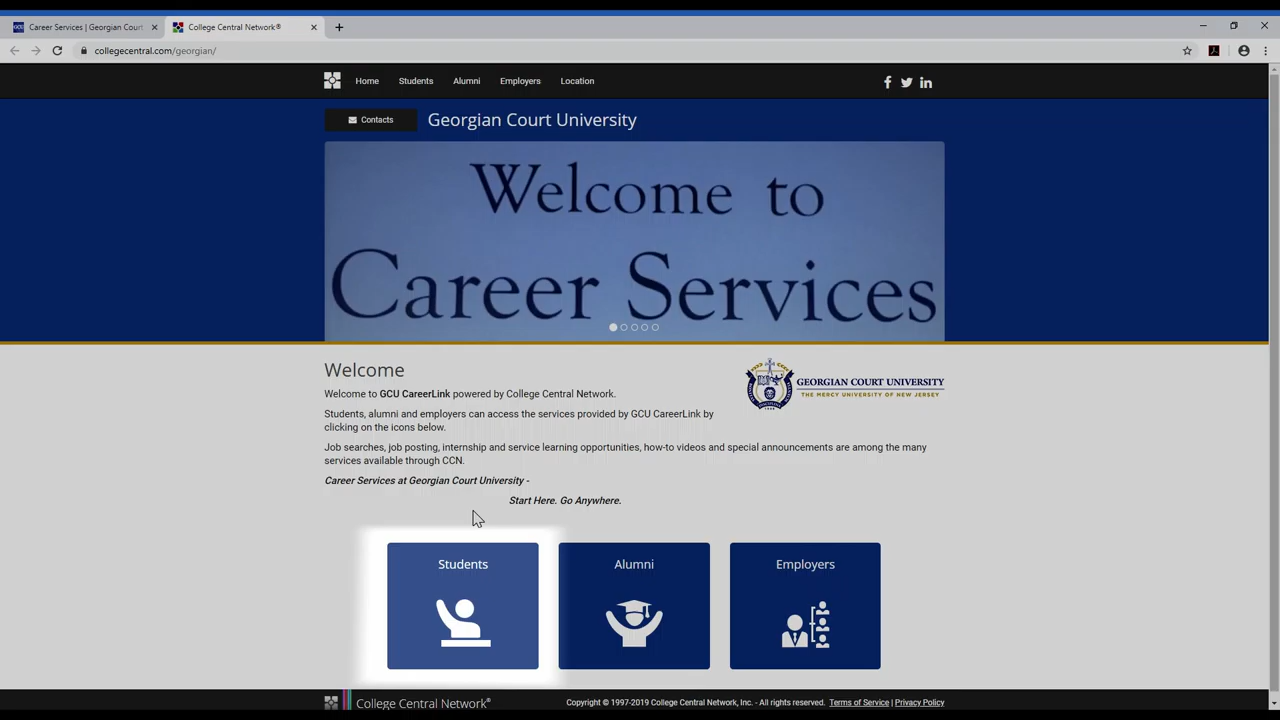 Career Services | Georgian Court
College Central Network®
collegecentral.com/georgian/
Home Students Alumni Employers Location
Contacts
Georgian Court University
Welcome to
Career Services
Welcome
GEORGIAN COURT UNIVERSITY
THE MERCY UNIVERSITY OF NEW JERSEY
Welcome to GCU CareerLink powered by College Central Network.
Students, alumni and employers can access the services provided by GCU CareerLink by
clicking on the icons below.
Job searches, job posting, internship and service learning opportunities, how-to videos and special announcements are among the many
services available through CCN.
Career Services at Georgian Court University -
Start Here. Go Anywhere.
Students
Alumni
Employers
College Central Network®
Copyright © 1997-2019 College Central Network, Inc. - All rights reserved. Terms of Service | Privacy Policy